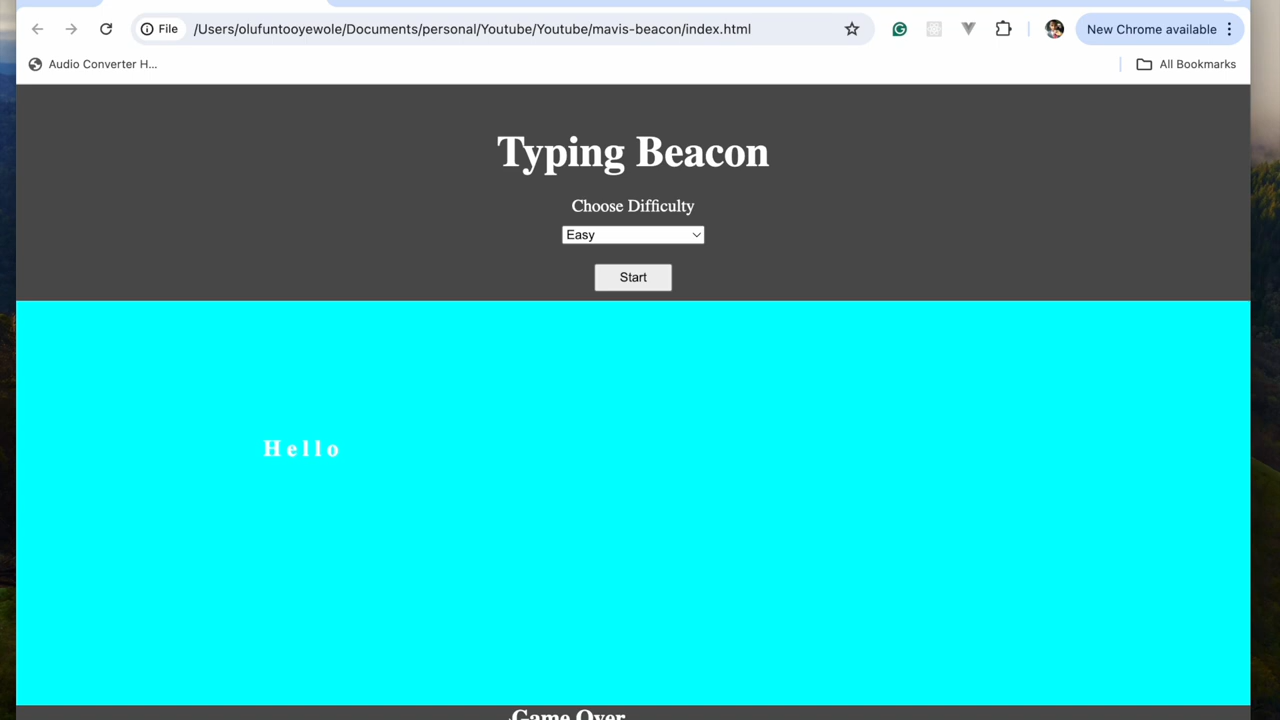 File
/Users/olufuntooyewole/Documents/personal/Youtube/Youtube/mavis-beacon/index.html
New Chrome available
Audio Converter H...
All Bookmarks
Typing Beacon
Choose Difficulty
Easy
Start
H e l l o
Game Over